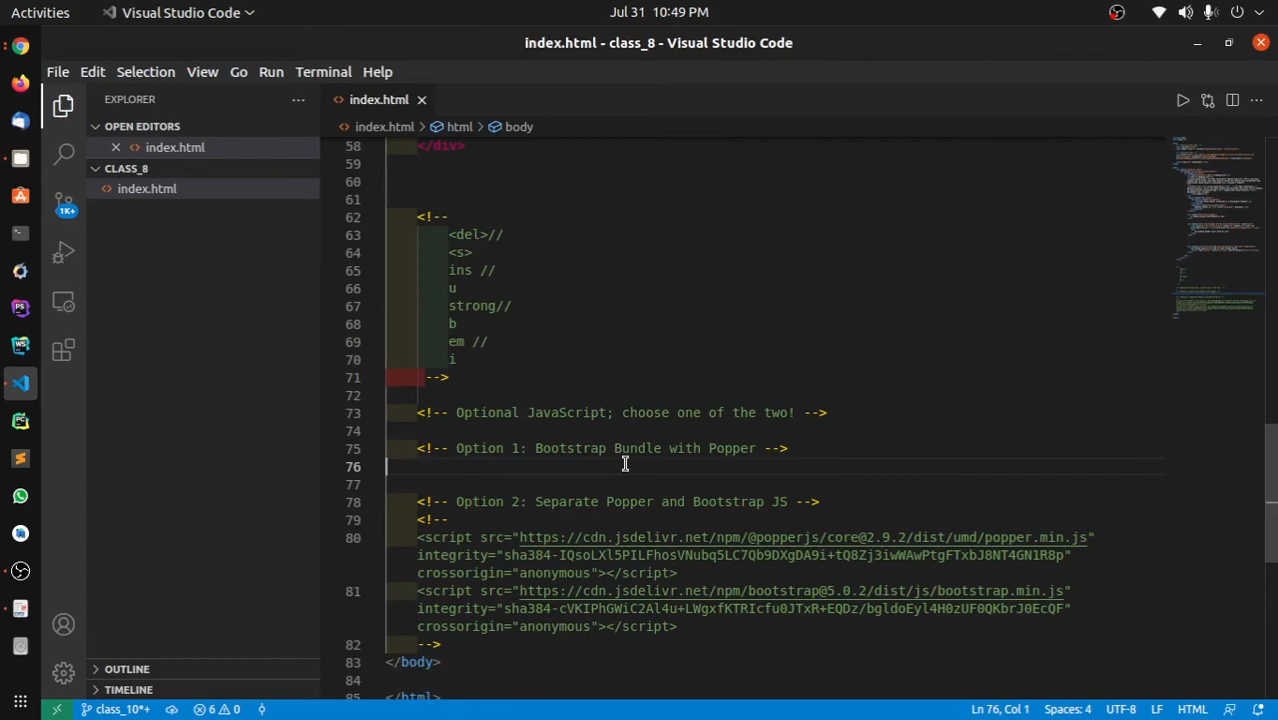 Activities
Visual Studio Code
Jul 31 10:49 PM
index.html - class_8 - Visual Studio Code
File Edit Selection View Go Run Terminal Help
EXPLORER
OPEN EDITORS
index.html
CLASS_8
index.html
1K+
OUTLINE
TIMELINE
index.html
index.html > html > body
58 </div>
59
60
61
62 <!--
63 <del>//
64 <s>
65 ins //
66 u
67 strong//
68 b
69 em //
70 i
71 -->
72
73 <!-- Optional JavaScript; choose one of the two! -->
74
75 <!-- Option 1: Bootstrap Bundle with Popper -->
76
77
78 <!-- Option 2: Separate Popper and Bootstrap JS -->
79 <!--
80 <script src="https://cdn.jsdelivr.net/npm/@popperjs/core@2.9.2/dist/umd/popper.min.js"
integrity="sha384-IQsoLXl5PILFhosVNubq5LC7Qb9DXgDA9i+tQ8Zj3iwWAwPtgFTxbJ8NT4GN1R8p"
crossorigin="anonymous"></script>
81 <script src="https://cdn.jsdelivr.net/npm/bootstrap@5.0.2/dist/js/bootstrap.min.js"
integrity="sha384-cVKIPhGWiC2Al4u+LWgxfKTRIcfu0JTxR+EQDz/bgldoEyl4H0zUF0QKbrJ0EcQF"
crossorigin="anonymous"></script>
82 -->
83 </body>
84
85 </html>
class_10*+
6 0
Ln 76, Col 1
Spaces: 4
UTF-8
LF
HTML